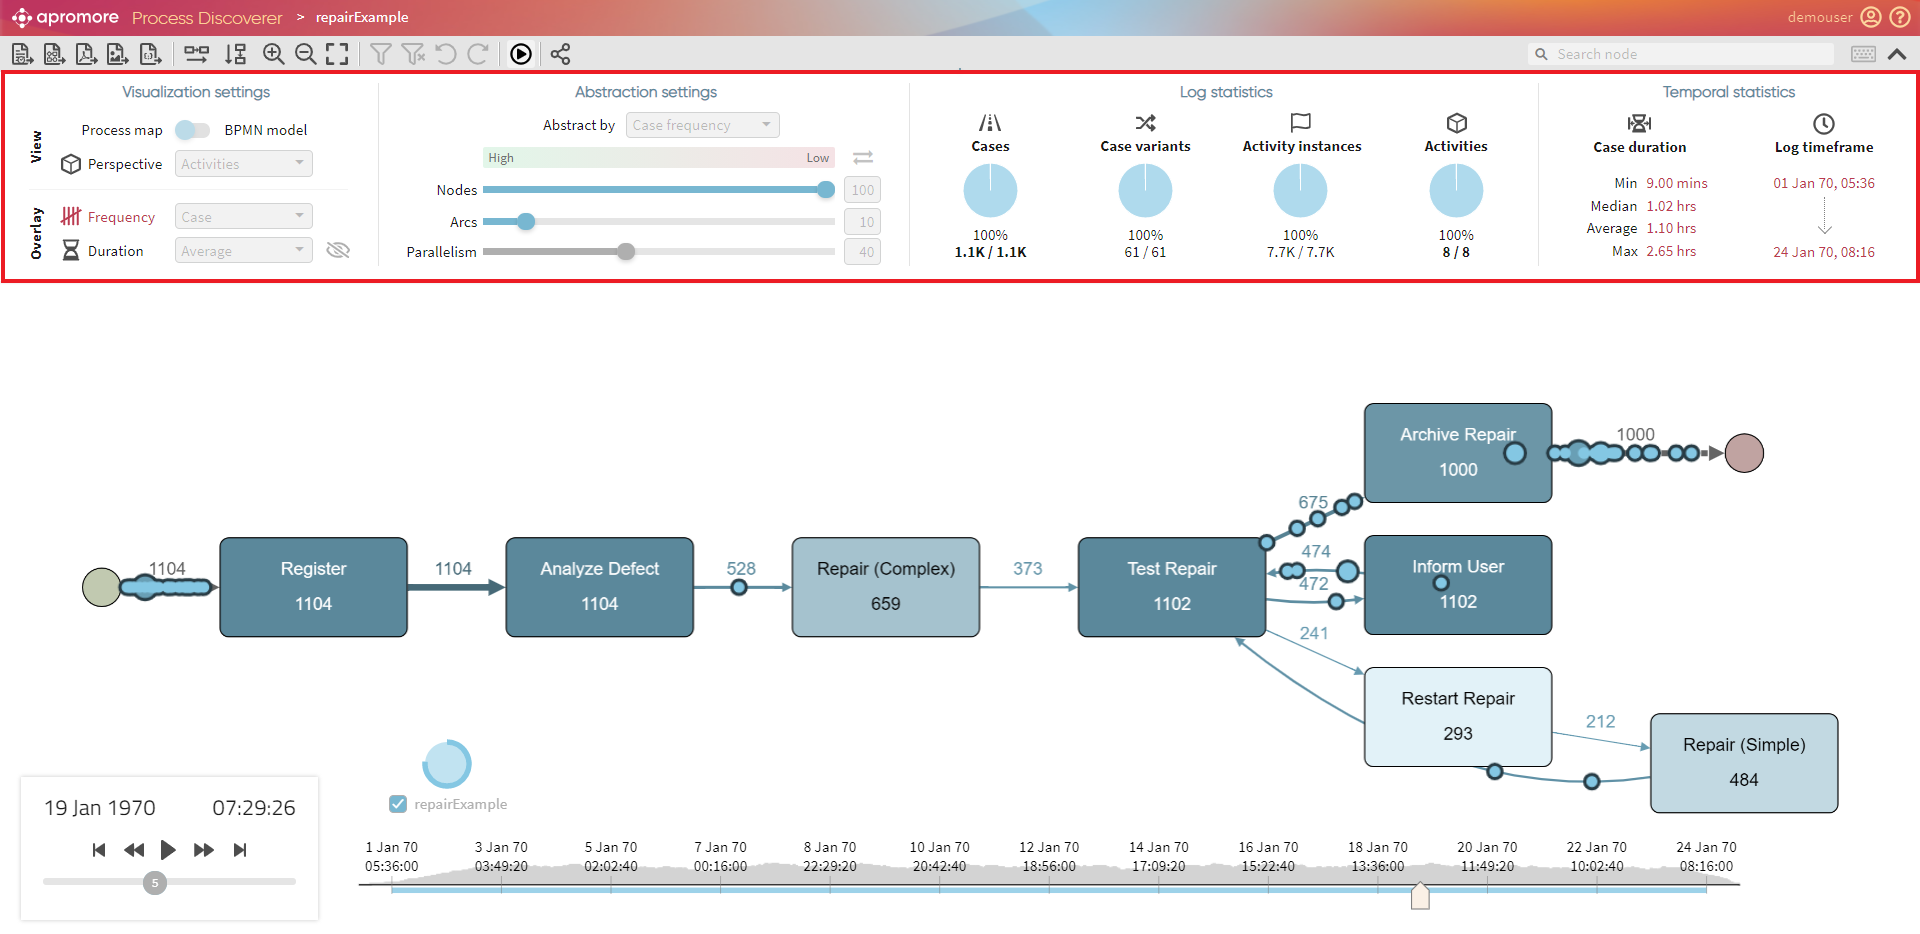 apromore Process Discoverer > repairExample
demouser
Search node
Visualization settings
View
Process map BPMN model
Perspective Activities
Overlay
Frequency Case
Duration Average
Abstraction settings
Abstract by Case frequency
High Low
Nodes 100
Arcs 10
Parallelism 40
Log statistics
Cases Case variants Activity instances Activities
100% 100% 100% 100%
1.1K / 1.1K 61 / 61 7.7K / 7.7K 8 / 8
Temporal statistics
Case duration Log timeframe
Min 9.00 mins 01 Jan 70, 05:36
Median 1.02 hrs
Average 1.10 hrs
Max 2.65 hrs 24 Jan 70, 08:16
Archive Repair
1000
1000
675
1104
Register
1104
1104
Analyze Defect
1104
528
Repair (Complex)
659
373
Test Repair
1102
474
472
Inform User
1102
241
Restart Repair
293
212
Repair (Simple)
484
19 Jan 1970 07:29:26
5
repairExample
1 Jan 70 3 Jan 70 5 Jan 70 7 Jan 70 8 Jan 70 10 Jan 70 12 Jan 70 14 Jan 70 16 Jan 70 18 Jan 70 20 Jan 70 22 Jan 70 24 Jan 70
05:36:00 03:49:20 02:02:40 00:16:00 22:29:20 20:42:40 18:56:00 17:09:20 15:22:40 13:36:00 11:49:20 10:02:40 08:16:00